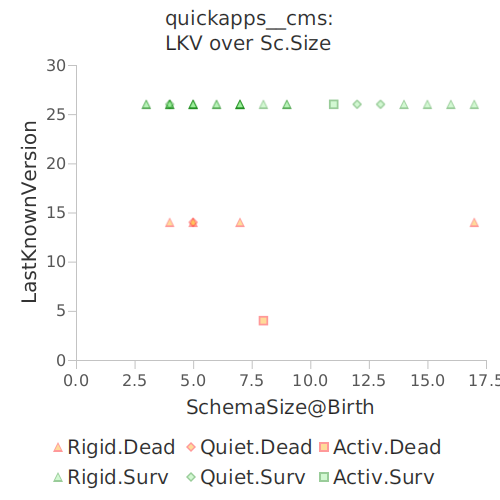 quickapps__cms:
LKV over Sc.Size
30
25
20
15
10
5
0
LastKnownVersion
0.0 2.5 5.0 7.5 10.0 12.5 15.0 17.5
SchemaSize@Birth
Rigid.Dead Quiet.Dead Activ.Dead
Rigid.Surv Quiet.Surv Activ.Surv